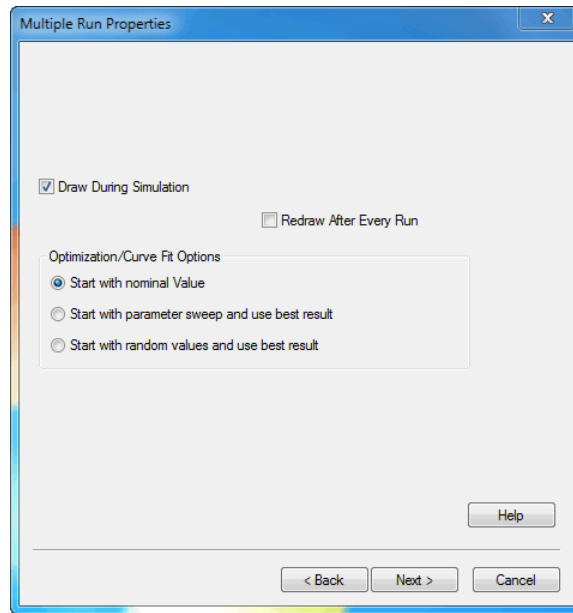 Multiple Run Properties
Draw During Simulation
Redraw After Every Run
Optimization/Curve Fit Options
Start with nominal Value
Start with parameter sweep and use best result
Start with random values and use best result
Help
< Back Next > Cancel